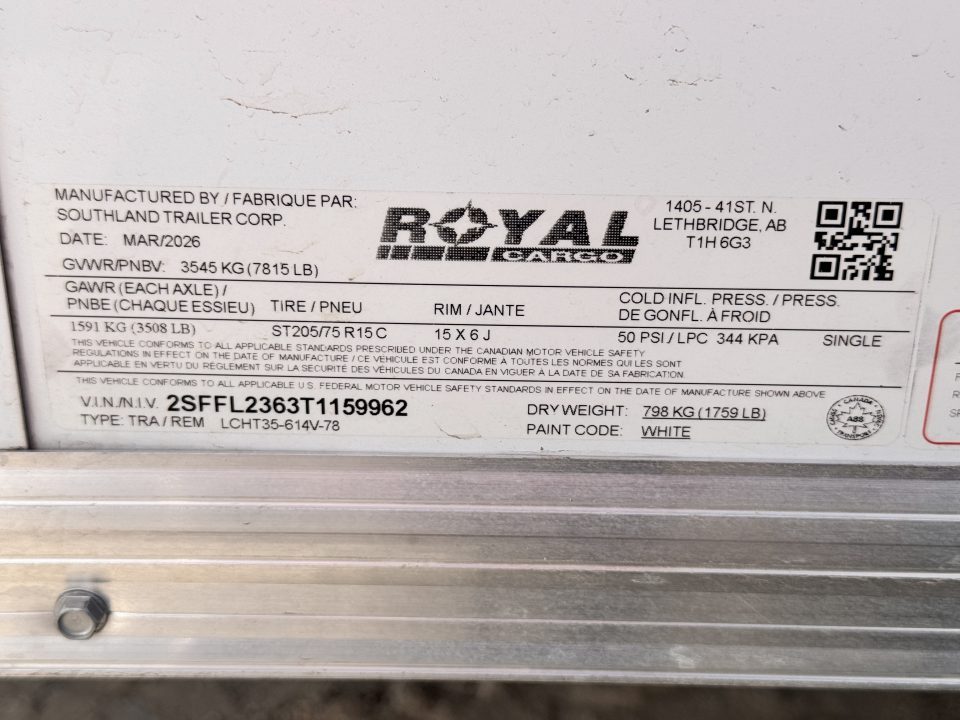 MANUFACTURED BY / FABRIQUE PAR:
SOUTHLAND TRAILER CORP.
DATE: MAR/2026
GVWR/PNBV: 3545 KG (7815 LB)
ROYAL
CARGO
1405 - 41ST. N.
LETHBRIDGE, AB
T1H 6G3
GAWR (EACH AXLE) /
PNBE (CHAQUE ESSIEU) TIRE / PNEU RIM / JANTE COLD INFL. PRESS. / PRESS.
DE GONFL. À FROID
1591 KG (3508 LB) ST205/75 R15 C 15 X 6 J 50 PSI / LPC 344 KPA SINGLE
THIS VEHICLE CONFORMS TO ALL APPLICABLE STANDARDS PRESCRIBED UNDER THE CANADIAN MOTOR VEHICLE SAFETY
REGULATIONS IN EFFECT ON THE DATE OF MANUFACTURE / CE VEHICULE EST CONFORME A TOUTES LES NORMES QUI LES SONT
APPLICABLE EN VERTU DU RÈGLEMENT SUR LA SECURITÉ DES VÉHICULES DU CANADA EN VIGUER À LA DATE DE SA FABRICATION.
THIS VEHICLE CONFORMS TO ALL APPLICABLE U.S. FEDERAL MOTOR VEHICLE SAFETY STANDARDS IN EFFECT ON THE DATE OF MANUFACTURE SHOWN ABOVE
V.I.N./N.I.V. 2SFFL2363T1159962
TYPE: TRA / REM LCHT35-614V-78
DRY WEIGHT: 798 KG (1759 LB)
PAINT CODE: WHITE
CANADA
TRANSPORT